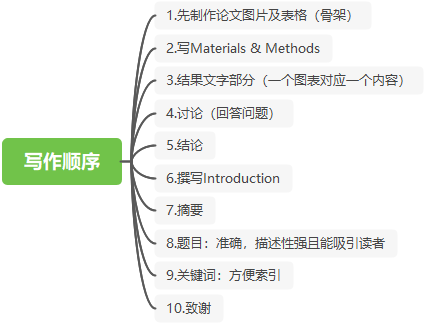 写作顺序
1.先制作论文图片及表格（骨架）
2.写Materials & Methods
3.结果文字部分（一个图表对应一个内容）
4.讨论（回答问题）
5.结论
6.撰写Introduction
7.摘要
8.题目：准确，描述性强且能吸引读者
9.关键词：方便索引
10.致谢